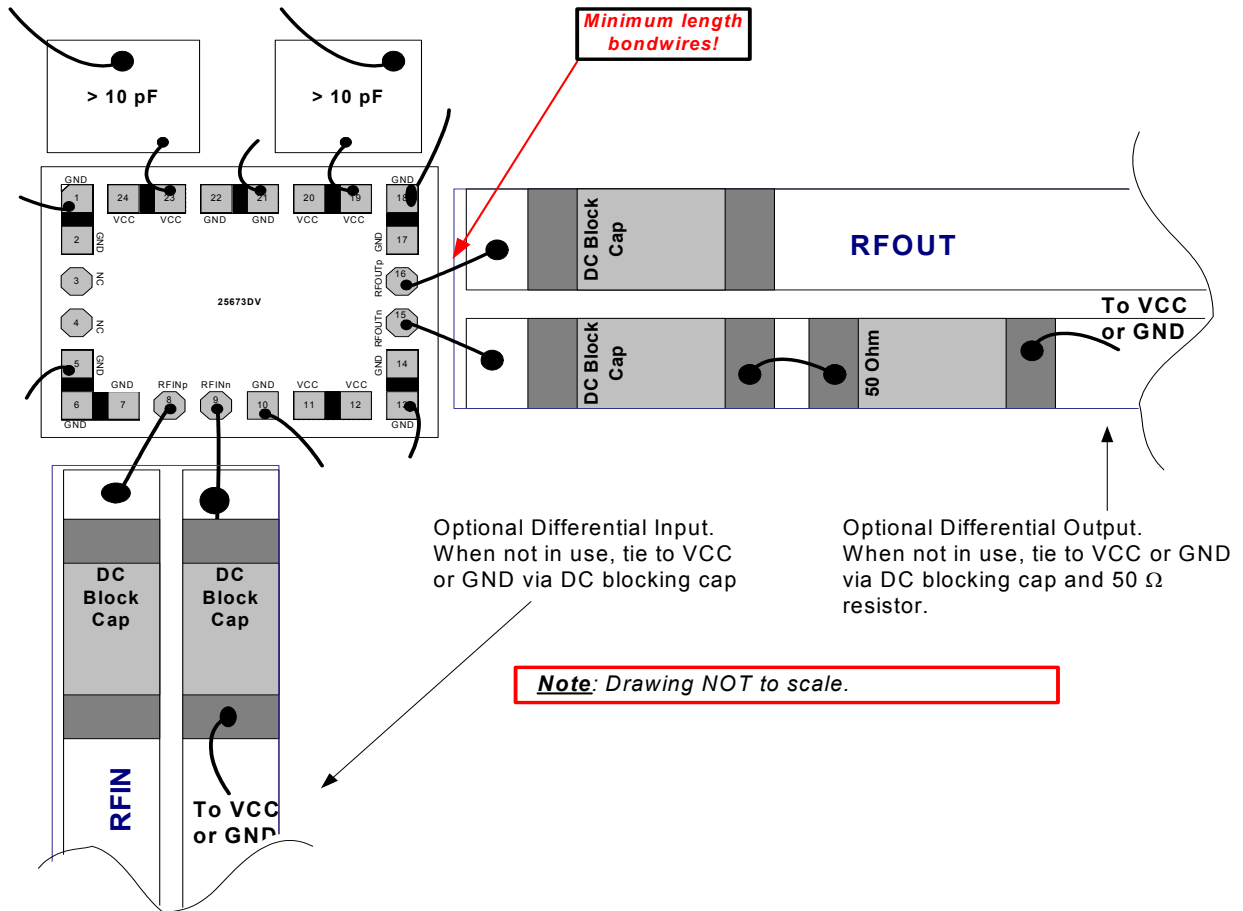 Minimum length
bondwires!
> 10 pF
> 10 pF
GND
1
24
23
22
21
20
19
18
GND
VCC
VCC
GND
GND
VCC
VCC
2
GND
17
GND
3
NC
16
RFOUTp
25673DV
4
NC
15
RFOUTn
5
GND
14
GND
GND
RFINp
RFINn
GND
VCC
VCC
6
7
8
9
10
11
12
13
GND
GND
DC Block
Cap
RFOUT
To VCC
or GND
DC Block
Cap
50 Ohm
Optional Differential Input.
When not in use, tie to VCC
or GND via DC blocking cap
Optional Differential Output.
When not in use, tie to VCC or GND
via DC blocking cap and 50 Ω
resistor.
DC
Block
Cap
DC
Block
Cap
Note: Drawing NOT to scale.
RFIN
To VCC
or GND